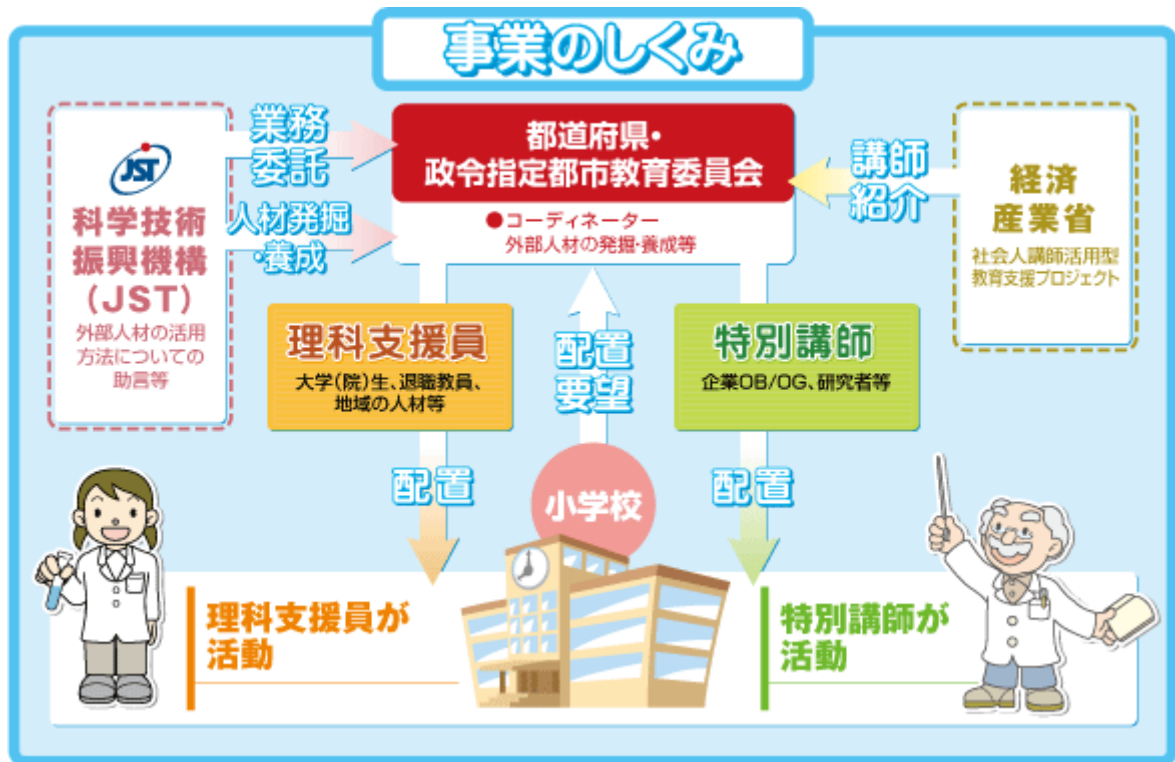 事業のしくみ
JST
科学技術
振興機構
(JST)
外部人材の活用
方法についての
助言等
業務
委託
人材発掘
・養成
都道府県・
政令指定都市教育委員会
●コーディネーター
外部人材の発掘・養成等
講師
紹介
経済
産業省
社会人講師活用型
教育支援プロジェクト
理科支援員
大学(院)生、退職教員、
地域の人材等
配置
要望
特別講師
企業OB/OG、研究者等
配置
小学校
配置
理科支援員が
活動
特別講師が
活動